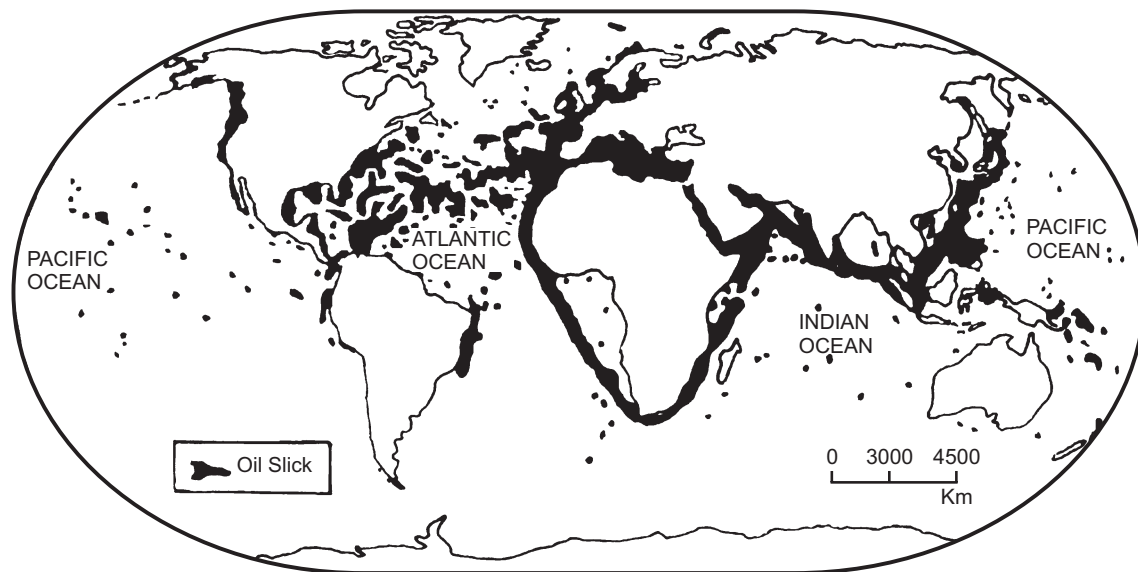 PACIFIC
OCEAN
ATLANTIC
OCEAN
PACIFIC
OCEAN
INDIAN
OCEAN
Oil Slick
0 3000 4500
Km